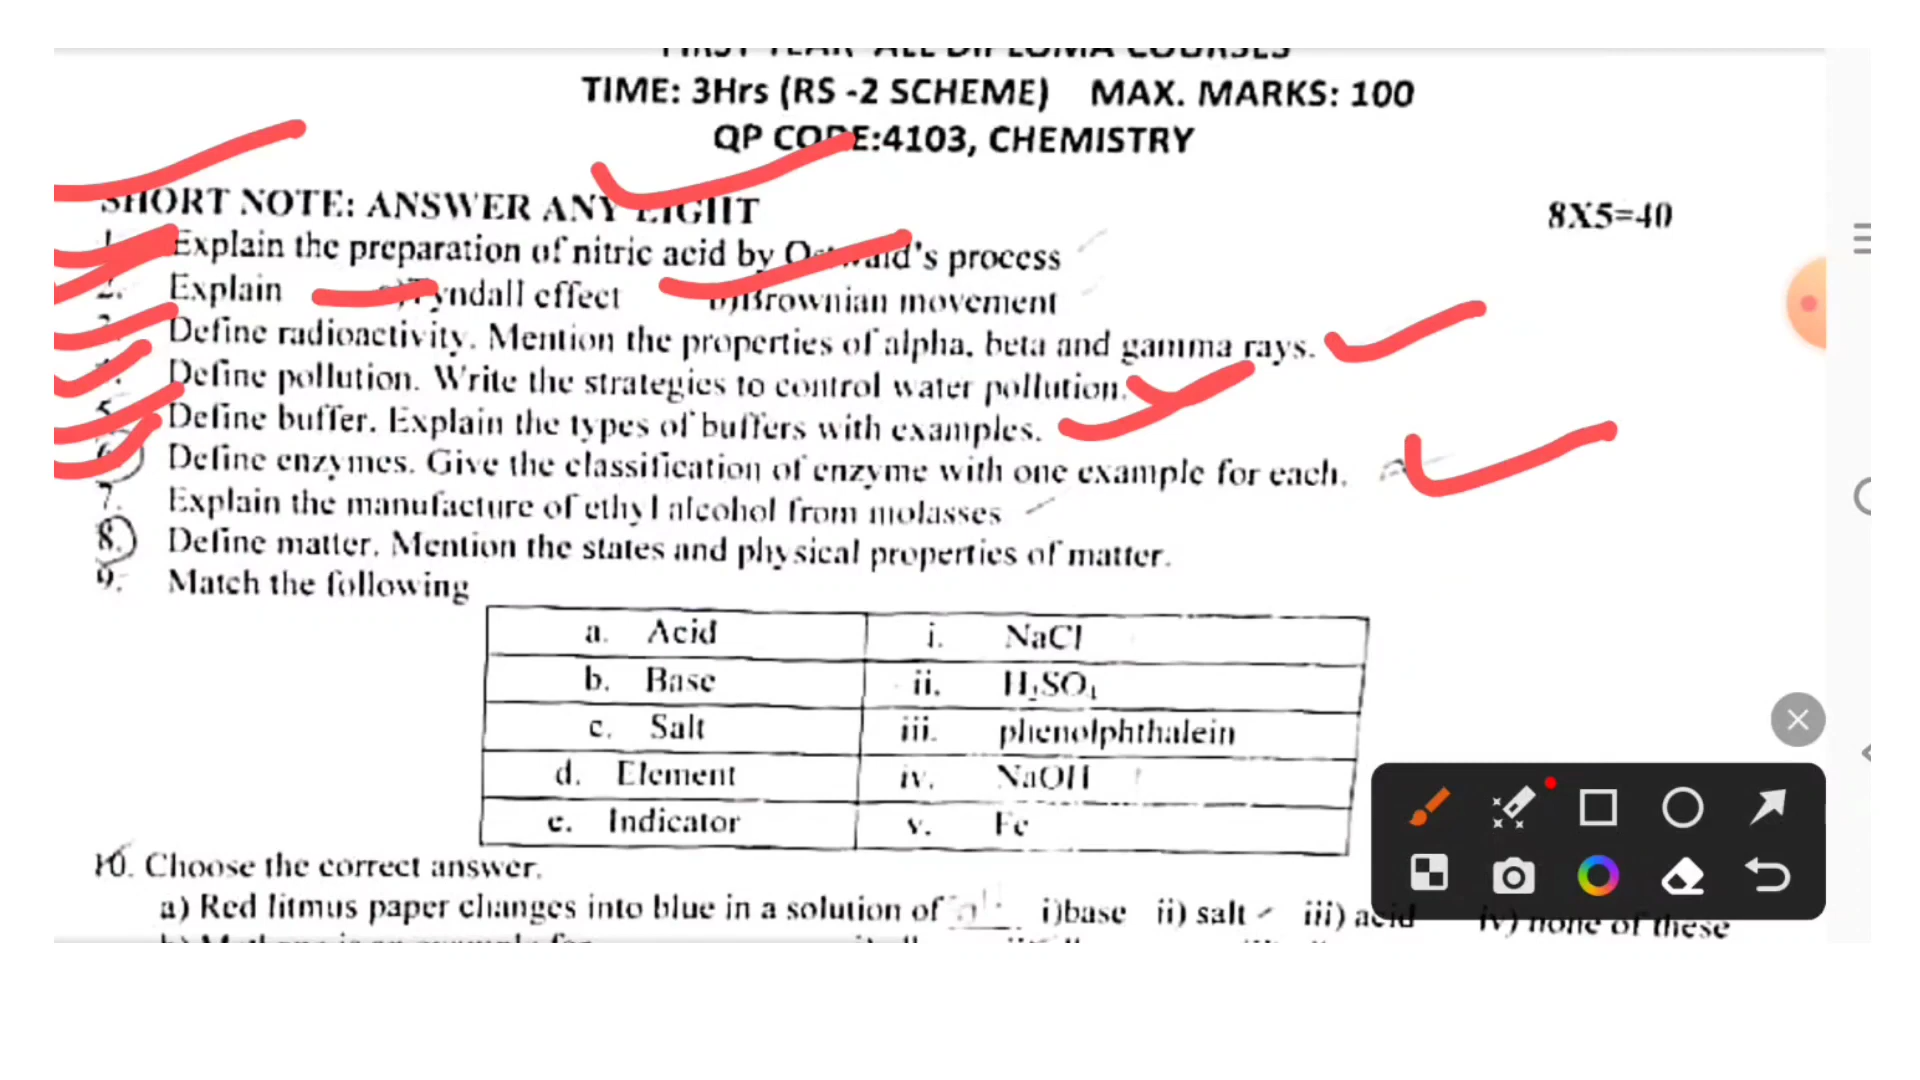 FIRST YEAR ALL DIPLOMA COURSES
TIME: 3Hrs (RS -2 SCHEME) MAX. MARKS: 100
QP CODE:4103, CHEMISTRY
SHORT NOTE: ANSWER ANY EIGHT 8X5=40
1. Explain the preparation of nitric acid by Ostwald's process
2. Explain a)Tyndall effect b)Brownian movement
3. Define radioactivity. Mention the properties of alpha, beta and gamma rays.
4. Define pollution. Write the strategies to control water pollution.
5. Define buffer. Explain the types of buffers with examples.
6. Define enzymes. Give the classification of enzyme with one example for each.
7. Explain the manufacture of ethyl alcohol from molasses
8. Define matter. Mention the states and physical properties of matter.
9. Match the following
a. Acid i. NaCl
b. Base ii. H₂SO₄
c. Salt iii. phenolphthalein
d. Element iv. NaOH
e. Indicator v. Fe
10. Choose the correct answer.
a) Red litmus paper changes into blue in a solution of i)base ii) salt iii) acid iv) none of these